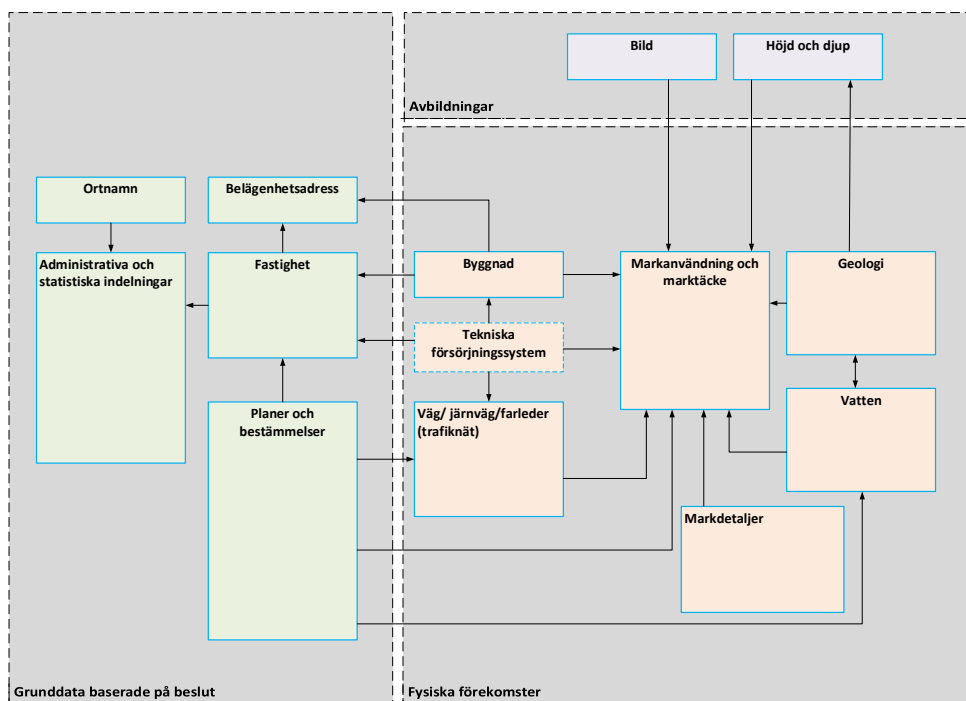 Bild
Höjd och djup
Avbildningar
Ortnamn
Belägenhetsadress
Administrativa och
statistiska indelningar
Fastighet
Byggnad
Markanvändning och
marktäcke
Geologi
Tekniska
försörjningssystem
Planer och
bestämmelser
Väg/ järnväg/farleder
(trafiknät)
Vatten
Markdetaljer
Grunddata baserade på beslut
Fysiska förekomster